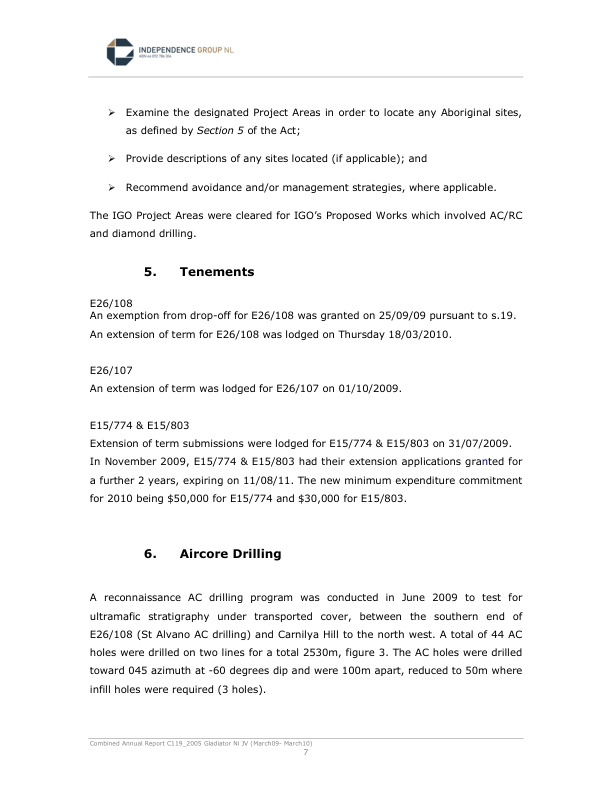 INDEPENDENCE GROUP NL
➢ Examine the designated Project Areas in order to locate any Aboriginal sites,
as defined by Section 5 of the Act;
➢ Provide descriptions of any sites located (if applicable); and
➢ Recommend avoidance and/or management strategies, where applicable.
The IGO Project Areas were cleared for IGO’s Proposed Works which involved AC/RC
and diamond drilling.
5. Tenements
E26/108
An exemption from drop-off for E26/108 was granted on 25/09/09 pursuant to s.19.
An extension of term for E26/108 was lodged on Thursday 18/03/2010.
E26/107
An extension of term was lodged for E26/107 on 01/10/2009.
E15/774 & E15/803
Extension of term submissions were lodged for E15/774 & E15/803 on 31/07/2009.
In November 2009, E15/774 & E15/803 had their extension applications granted for
a further 2 years, expiring on 11/08/11. The new minimum expenditure commitment
for 2010 being $50,000 for E15/774 and $30,000 for E15/803.
6. Aircore Drilling
A reconnaissance AC drilling program was conducted in June 2009 to test for
ultramafic stratigraphy under transported cover, between the southern end of
E26/108 (St Alvano AC drilling) and Carnilya Hill to the north west. A total of 44 AC
holes were drilled on two lines for a total 2530m, figure 3. The AC holes were drilled
toward 045 azimuth at -60 degrees dip and were 100m apart, reduced to 50m where
infill holes were required (3 holes).
Combined Annual Report C119_2005 Gladiator Ni JV (March09- March10)
7